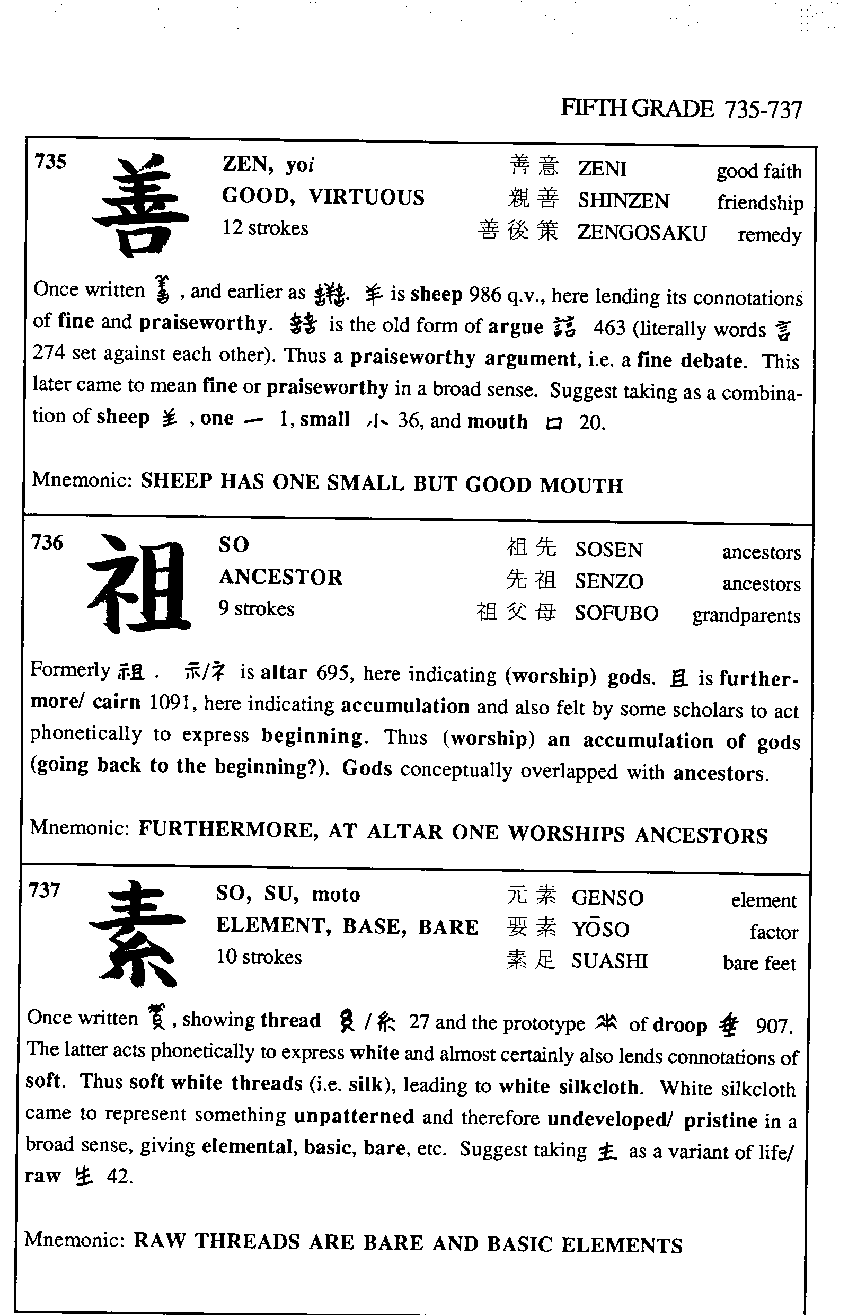 FIFTH GRADE 735-737
735 善 ZEN, yoi 善意 ZENI good faith
GOOD, VIRTUOUS 親善 SHINZEN friendship
12 strokes 善後策 ZENGOSAKU remedy
Once written , and earlier as . 羊 is sheep 986 q.v., here lending its connotations
of fine and praiseworthy. is the old form of argue 463 (literally words 言
274 set against each other). Thus a praiseworthy argument, i.e. a fine debate. This
later came to mean fine or praiseworthy in a broad sense. Suggest taking as a combina-
tion of sheep , one 一 1, small 小 36, and mouth 口 20.
Mnemonic: SHEEP HAS ONE SMALL BUT GOOD MOUTH
736 祖 SO 祖先 SOSEN ancestors
ANCESTOR 先祖 SENZO ancestors
9 strokes 祖父母 SOFUBO grandparents
Formerly . 示/礻 is altar 695, here indicating (worship) gods. 且 is further-
more/ cairn 1091, here indicating accumulation and also felt by some scholars to act
phonetically to express beginning. Thus (worship) an accumulation of gods
(going back to the beginning?). Gods conceptually overlapped with ancestors.
Mnemonic: FURTHERMORE, AT ALTAR ONE WORSHIPS ANCESTORS
737 素 SO, SU, moto 元素 GENSO element
ELEMENT, BASE, BARE 要素 YŌSO factor
10 strokes 素足 SUASHI bare feet
Once written , showing thread /糸 27 and the prototype of droop 垂 907.
The latter acts phonetically to express white and almost certainly also lends connotations of
soft. Thus soft white threads (i.e. silk), leading to white silkcloth. White silkcloth
came to represent something unpatterned and therefore undeveloped/ pristine in a
broad sense, giving elemental, basic, bare, etc. Suggest taking 龶 as a variant of life/
raw 生 42.
Mnemonic: RAW THREADS ARE BARE AND BASIC ELEMENTS